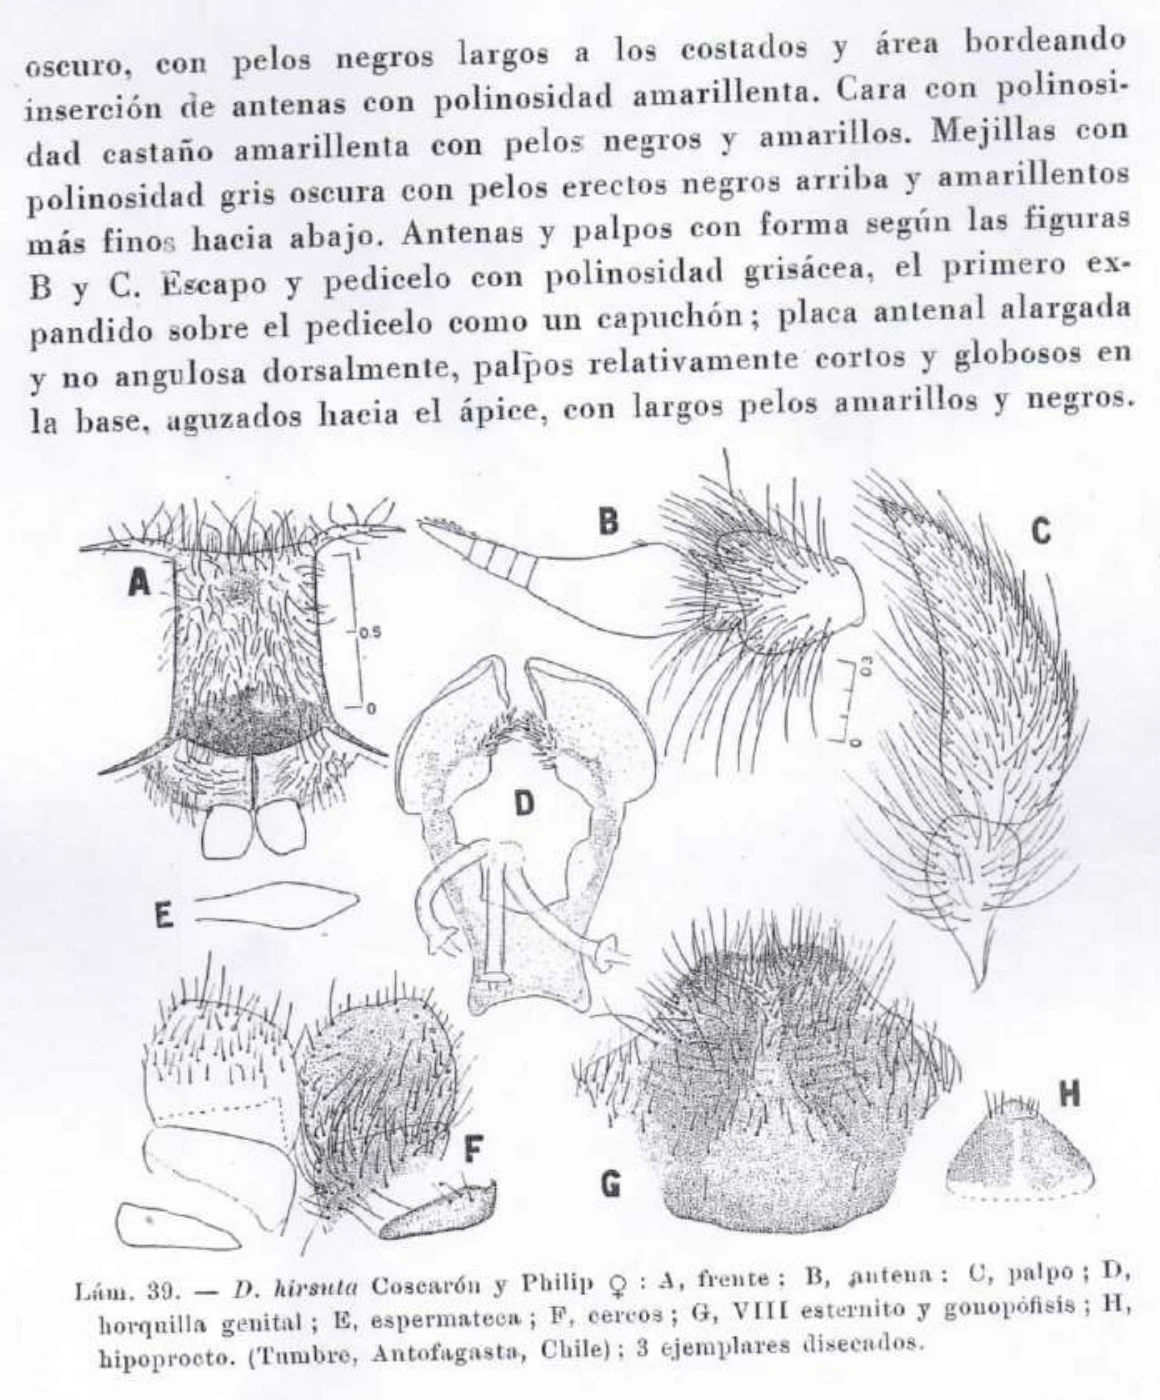 oscuro, con pelos negros largos a los costados y área bordeando
inserción de antenas con polinosidad amarillenta. Cara con polinosi-
dad castaño amarillenta con pelos negros y amarillos. Mejillas con
polinosidad gris oscura con pelos erectos negros arriba y amarillentos
más finos hacia abajo. Antenas y palpos con forma según las figuras
B y C. Escapo y pedicelo con polinosidad grisácea, el primero ex-
pandido sobre el pedicelo como un capuchón; placa antenal alargada
y no angulosa dorsalmente, palpos relativamente cortos y globosos en
la base, aguzados hacia el ápice, con largos pelos amarillos y negros.
A
1
0.5
0
B
03
0
C
D
E
F
G
H
Lám. 39. — D. hirsuta Coscarón y Philip ♀ : A, frente ; B, antena : C, palpo ; D,
horquilla genital ; E, espermateca ; F, cercos ; G, VIII esternito y gonopófisis ; H,
hipoprocto. (Tumbre, Antofagasta, Chile) ; 3 ejemplares disecados.